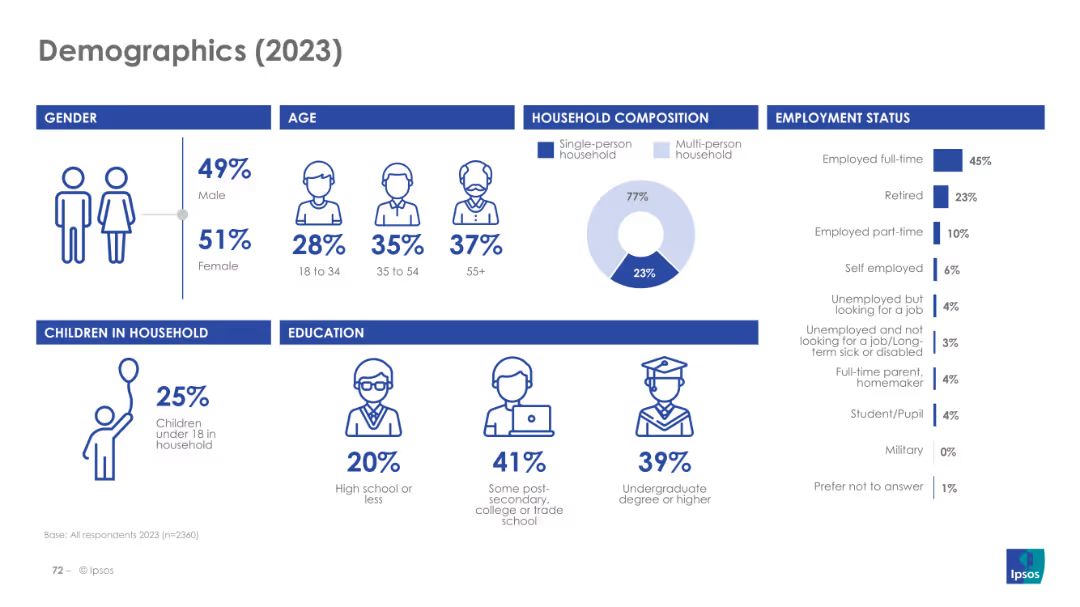 Demographics (2023)
GENDER
49%
Male
51%
Female
AGE
28%
18 to 34
35%
35 to 54
37%
55+
HOUSEHOLD COMPOSITION
Single-person
household
Multi-person
household
77%
23%
EMPLOYMENT STATUS
Employed full-time 45%
Retired 23%
Employed part-time 10%
Self employed 6%
Unemployed but
looking for a job 4%
Unemployed and not
looking for a job/Long-
term sick or disabled 3%
Full-time parent,
homemaker 4%
Student/Pupil 4%
Military 0%
Prefer not to answer 1%
CHILDREN IN HOUSEHOLD
25%
Children
under 18 in
household
EDUCATION
20%
High school or
less
41%
Some post-
secondary,
college or trade
school
39%
Undergraduate
degree or higher
Base: All respondents 2023 (n=2360)
72 – © Ipsos
Ipsos